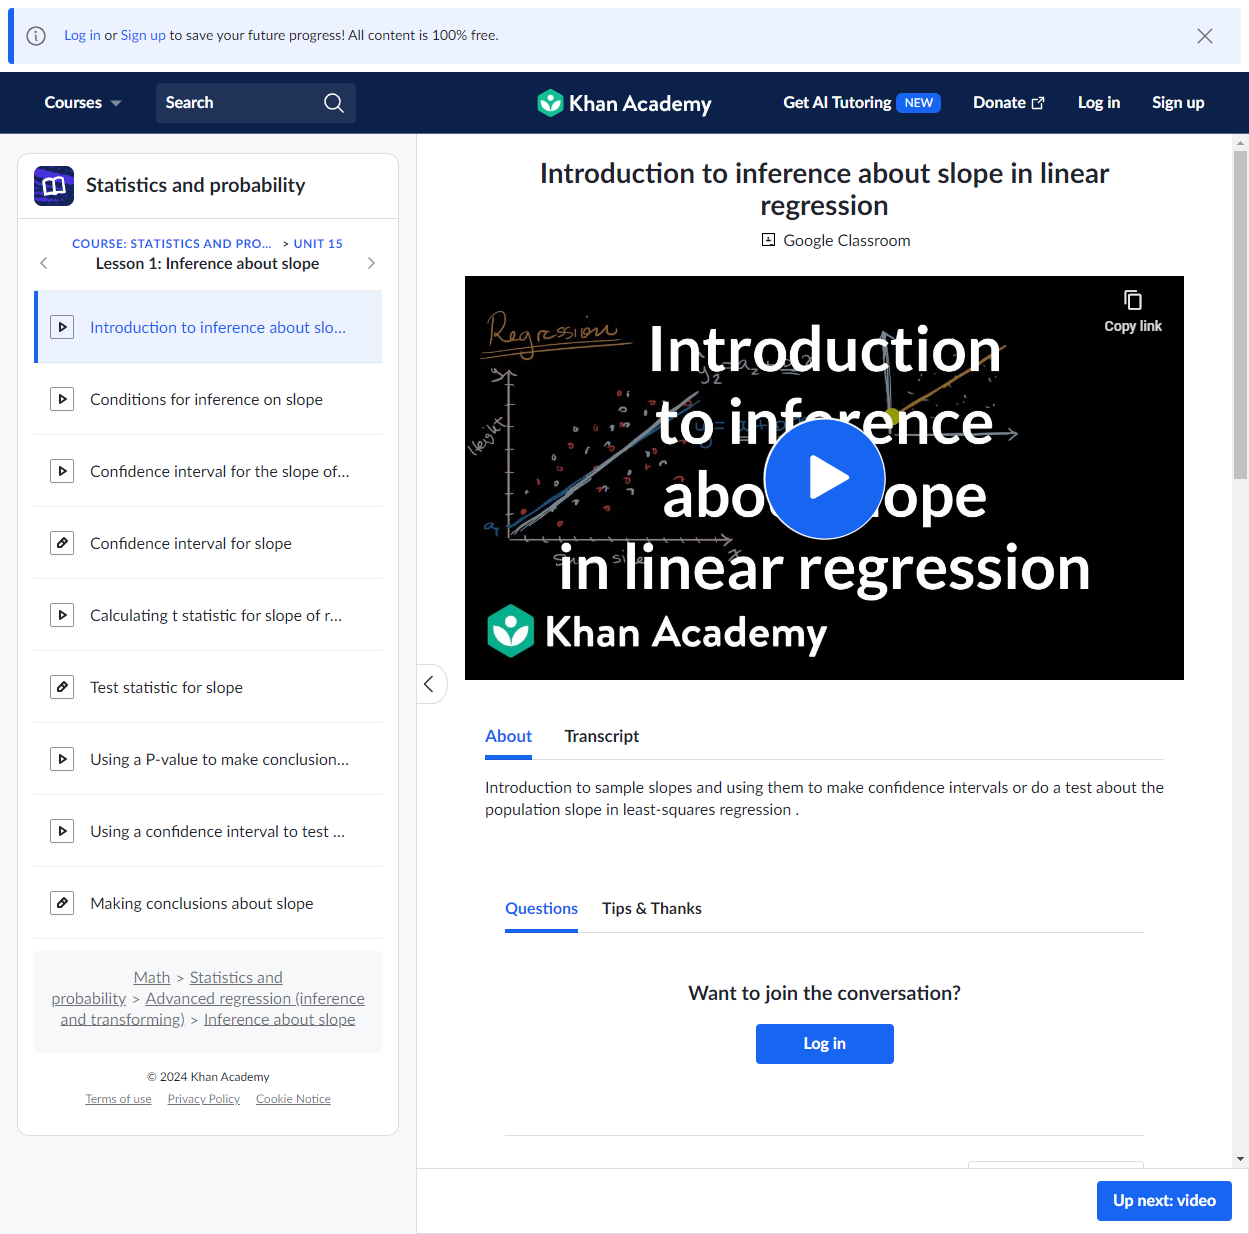 Log in or Sign up to save your future progress! All content is 100% free.
Courses
Search
Khan Academy
Get AI Tutoring NEW
Donate
Log in
Sign up
Statistics and probability
COURSE: STATISTICS AND PRO... > UNIT 15
Lesson 1: Inference about slope
Introduction to inference about slo...
Conditions for inference on slope
Confidence interval for the slope of...
Confidence interval for slope
Calculating t statistic for slope of r...
Test statistic for slope
Using a P-value to make conclusion...
Using a confidence interval to test ...
Making conclusions about slope
Math > Statistics and
probability > Advanced regression (inference
and transforming) > Inference about slope
© 2024 Khan Academy
Terms of use Privacy Policy Cookie Notice
Introduction to inference about slope in linear
regression
Google Classroom
Copy link
Regression
Height
Introduction
to inference
in linear regression
Khan Academy
About
Transcript
Introduction to sample slopes and using them to make confidence intervals or do a test about the
population slope in least-squares regression .
Questions
Tips & Thanks
Want to join the conversation?
Log in
Up next: video